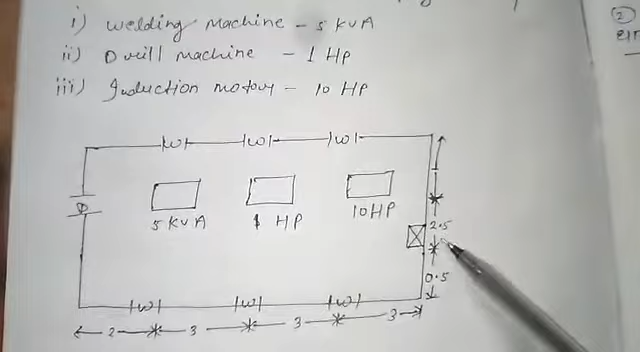 i) Welding Machine - 5 KVA
ii) Drill Machine - 1 HP
iii) Induction motor - 10 HP
②
W W W
D
5 KVA 1 HP 10HP
2.5
0.5
W W W
2 3 3 3